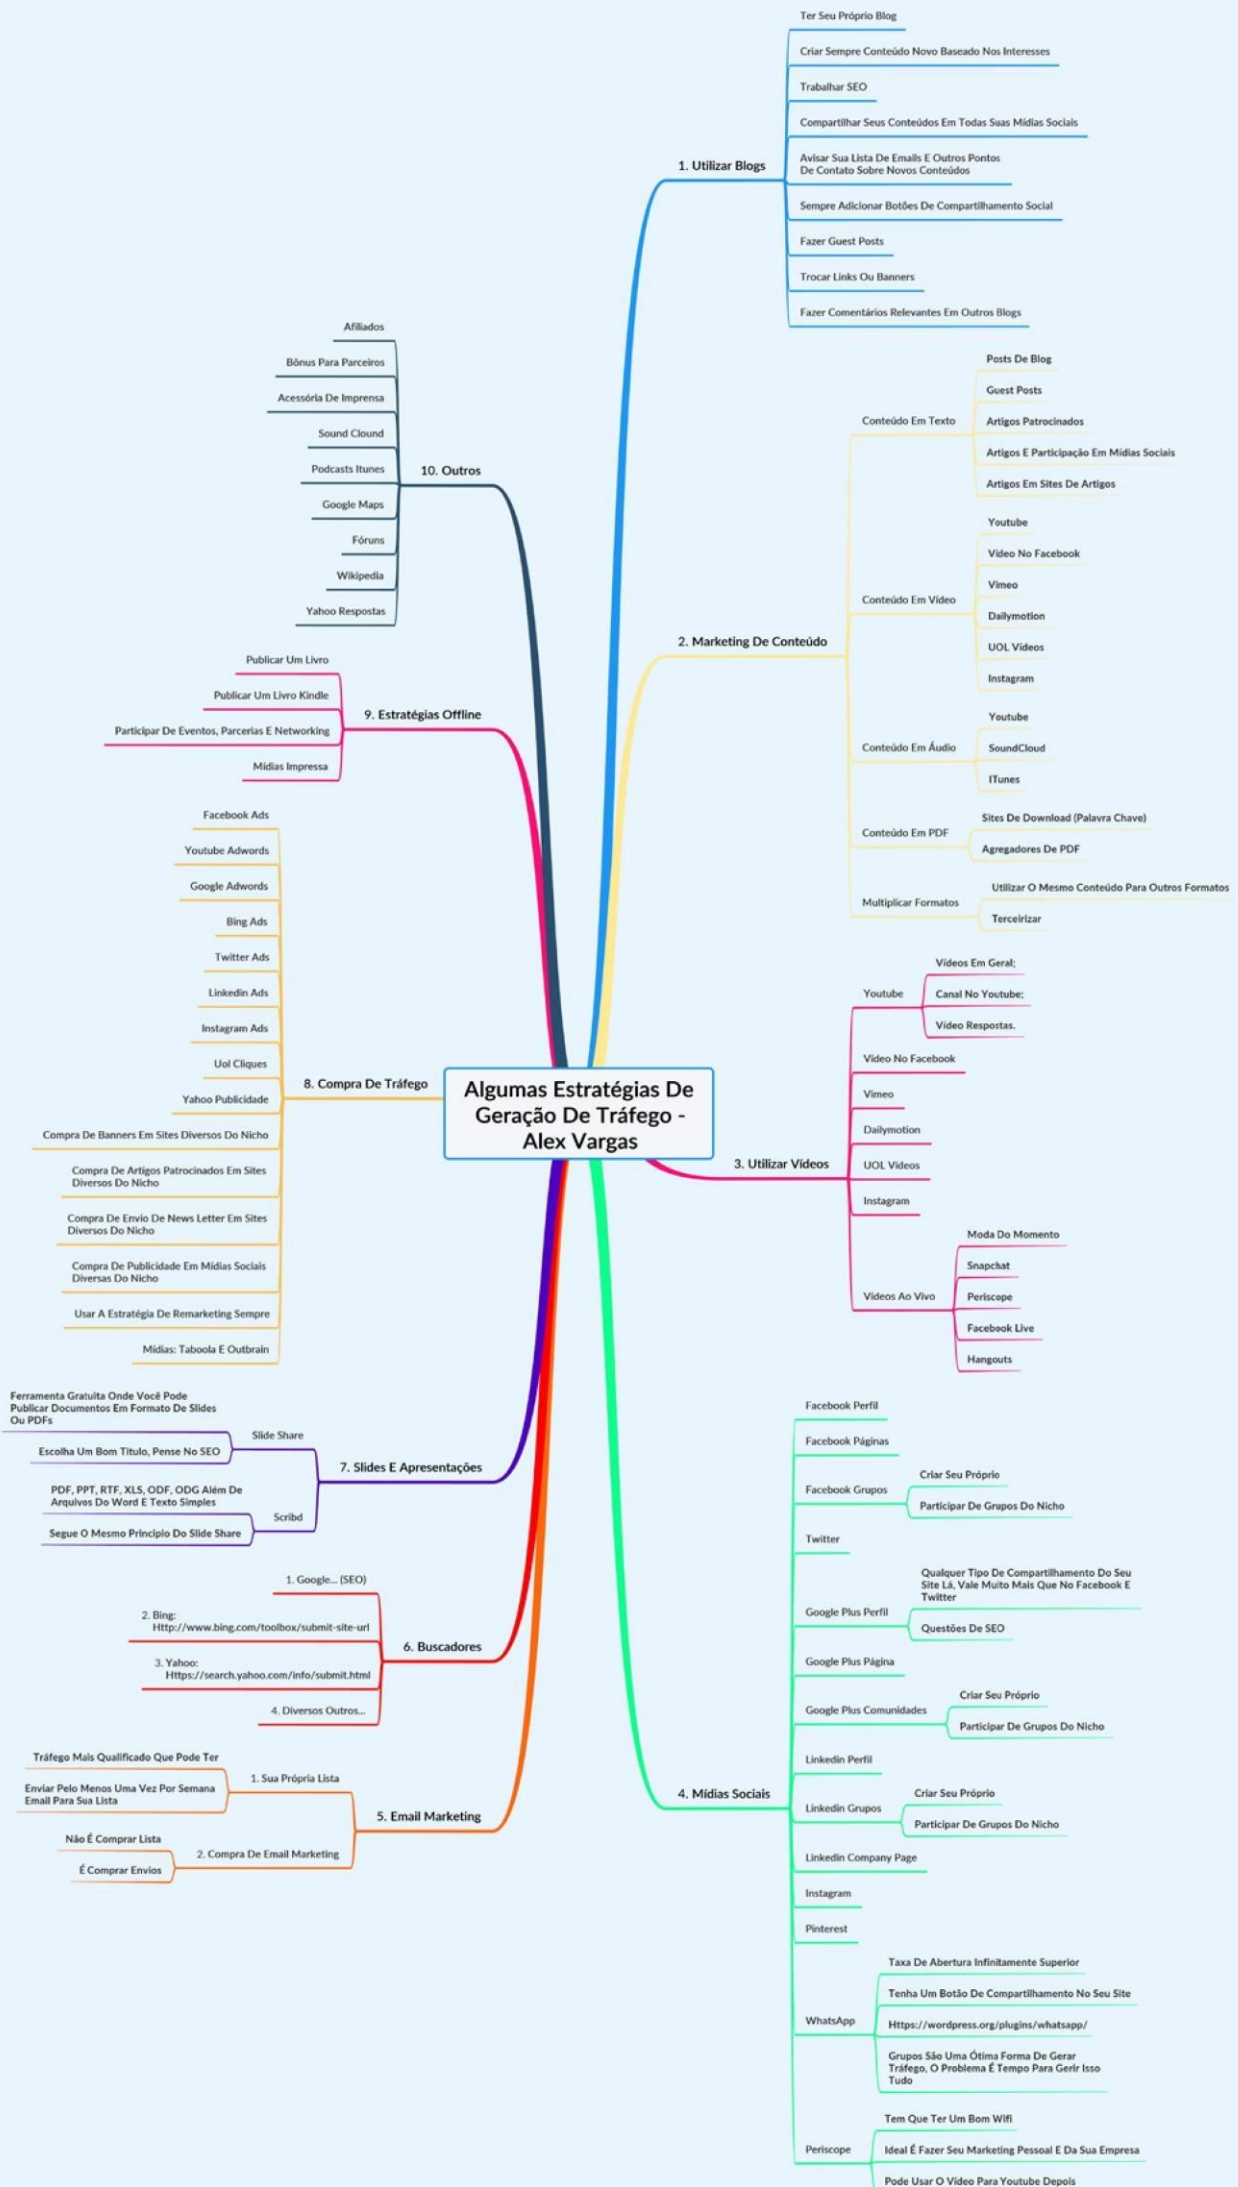 Algumas Estratégias De
Geração De Tráfego -
Alex Vargas
1. Utilizar Blogs
Ter Seu Próprio Blog
Criar Sempre Conteúdo Novo Baseado Nos Interesses
Trabalhar SEO
Compartilhar Seus Conteúdos Em Todas Suas Mídias Sociais
Avisar Sua Lista De Emails E Outros Pontos
De Contato Sobre Novos Conteúdos
Sempre Adicionar Botões De Compartilhamento Social
Fazer Guest Posts
Trocar Links Ou Banners
Fazer Comentários Relevantes Em Outros Blogs
2. Marketing De Conteúdo
Conteúdo Em Texto
Posts De Blog
Guest Posts
Artigos Patrocinados
Artigos E Participação Em Mídias Sociais
Artigos Em Sites De Artigos
Conteúdo Em Vídeo
Youtube
Vídeo No Facebook
Vimeo
Dailymotion
UOL Vídeos
Instagram
Conteúdo Em Áudio
Youtube
SoundCloud
ITunes
Conteúdo Em PDF
Sites De Download (Palavra Chave)
Agregadores De PDF
Multiplicar Formatos
Utilizar O Mesmo Conteúdo Para Outros Formatos
Terceirizar
3. Utilizar Vídeos
Youtube
Vídeos Em Geral;
Canal No Youtube;
Vídeo Respostas.
Vídeo No Facebook
Vimeo
Dailymotion
UOL Vídeos
Instagram
Vídeos Ao Vivo
Moda Do Momento
Snapchat
Periscope
Facebook Live
Hangouts
4. Mídias Sociais
Facebook Perfil
Facebook Páginas
Facebook Grupos
Criar Seu Próprio
Participar De Grupos Do Nicho
Twitter
Google Plus Perfil
Qualquer Tipo De Compartilhamento Do Seu
Site Lá, Vale Muito Mais Que No Facebook E
Twitter
Questões De SEO
Google Plus Página
Google Plus Comunidades
Criar Seu Próprio
Participar De Grupos Do Nicho
Linkedin Perfil
Linkedin Grupos
Criar Seu Próprio
Participar De Grupos Do Nicho
Linkedin Company Page
Instagram
Pinterest
WhatsApp
Taxa De Abertura Infinitamente Superior
Tenha Um Botão De Compartilhamento No Seu Site
Https://wordpress.org/plugins/whatsapp/
Grupos São Uma Ótima Forma De Gerar
Tráfego, O Problema É Tempo Para Gerir Isso
Tudo
Periscope
Tem Que Ter Um Bom Wifi
Ideal É Fazer Seu Marketing Pessoal E Da Sua Empresa
Pode Usar O Vídeo Para Youtube Depois
5. Email Marketing
1. Sua Própria Lista
Tráfego Mais Qualificado Que Pode Ter
Enviar Pelo Menos Uma Vez Por Semana
Email Para Sua Lista
2. Compra De Email Marketing
Não É Comprar Lista
É Comprar Envios
6. Buscadores
1. Google... (SEO)
2. Bing:
Http://www.bing.com/toolbox/submit-site-url
3. Yahoo:
Https://search.yahoo.com/info/submit.html
4. Diversos Outros...
7. Slides E Apresentações
Slide Share
Ferramenta Gratuita Onde Você Pode
Publicar Documentos Em Formato De Slides
Ou PDFs
Escolha Um Bom Título, Pense No SEO
Scribd
PDF, PPT, RTF, XLS, ODF, ODG Além De
Arquivos Do Word E Texto Simples
Segue O Mesmo Principio Do Slide Share
8. Compra De Tráfego
Facebook Ads
Youtube Adwords
Google Adwords
Bing Ads
Twitter Ads
Linkedin Ads
Instagram Ads
Uol Cliques
Yahoo Publicidade
Compra De Banners Em Sites Diversos Do Nicho
Compra De Artigos Patrocinados Em Sites
Diversos Do Nicho
Compra De Envio De News Letter Em Sites
Diversos Do Nicho
Compra De Publicidade Em Mídias Sociais
Diversas Do Nicho
Usar A Estratégia De Remarketing Sempre
Mídias: Taboola E Outbrain
9. Estratégias Offline
Publicar Um Livro
Publicar Um Livro Kindle
Participar De Eventos, Parcerias E Networking
Mídias Impressa
10. Outros
Afiliados
Bônus Para Parceiros
Acessória De Imprensa
Sound Clound
Podcasts Itunes
Google Maps
Fóruns
Wikipedia
Yahoo Respostas